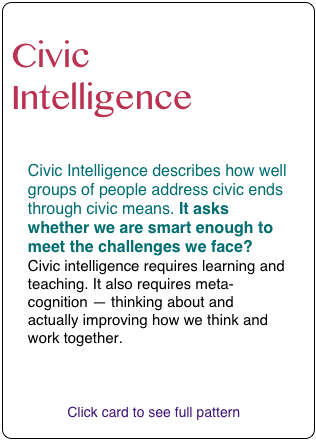 Civic
Intelligence
Civic Intelligence describes how well
groups of people address civic ends
through civic means. It asks
whether we are smart enough to
meet the challenges we face?
Civic intelligence requires learning and
teaching. It also requires meta-
cognition — thinking about and
actually improving how we think and
work together.
Click card to see full pattern